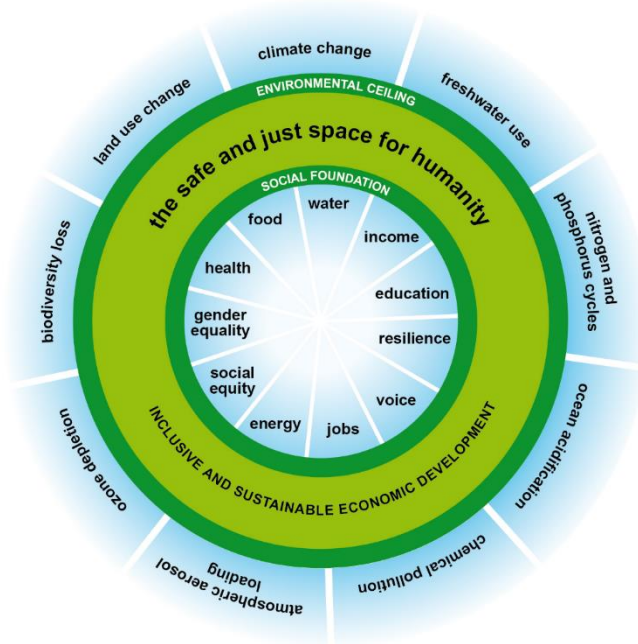 climate change
freshwater use
nitrogen and
phosphorus cycles
ocean acidification
chemical pollution
atmospheric aerosol
loading
ozone depletion
biodiversity loss
land use change
ENVIRONMENTAL CEILING
the safe and just space for humanity
SOCIAL FOUNDATION
water
income
education
resilience
voice
jobs
energy
social
equity
gender
equality
health
food
INCLUSIVE AND SUSTAINABLE ECONOMIC DEVELOPMENT